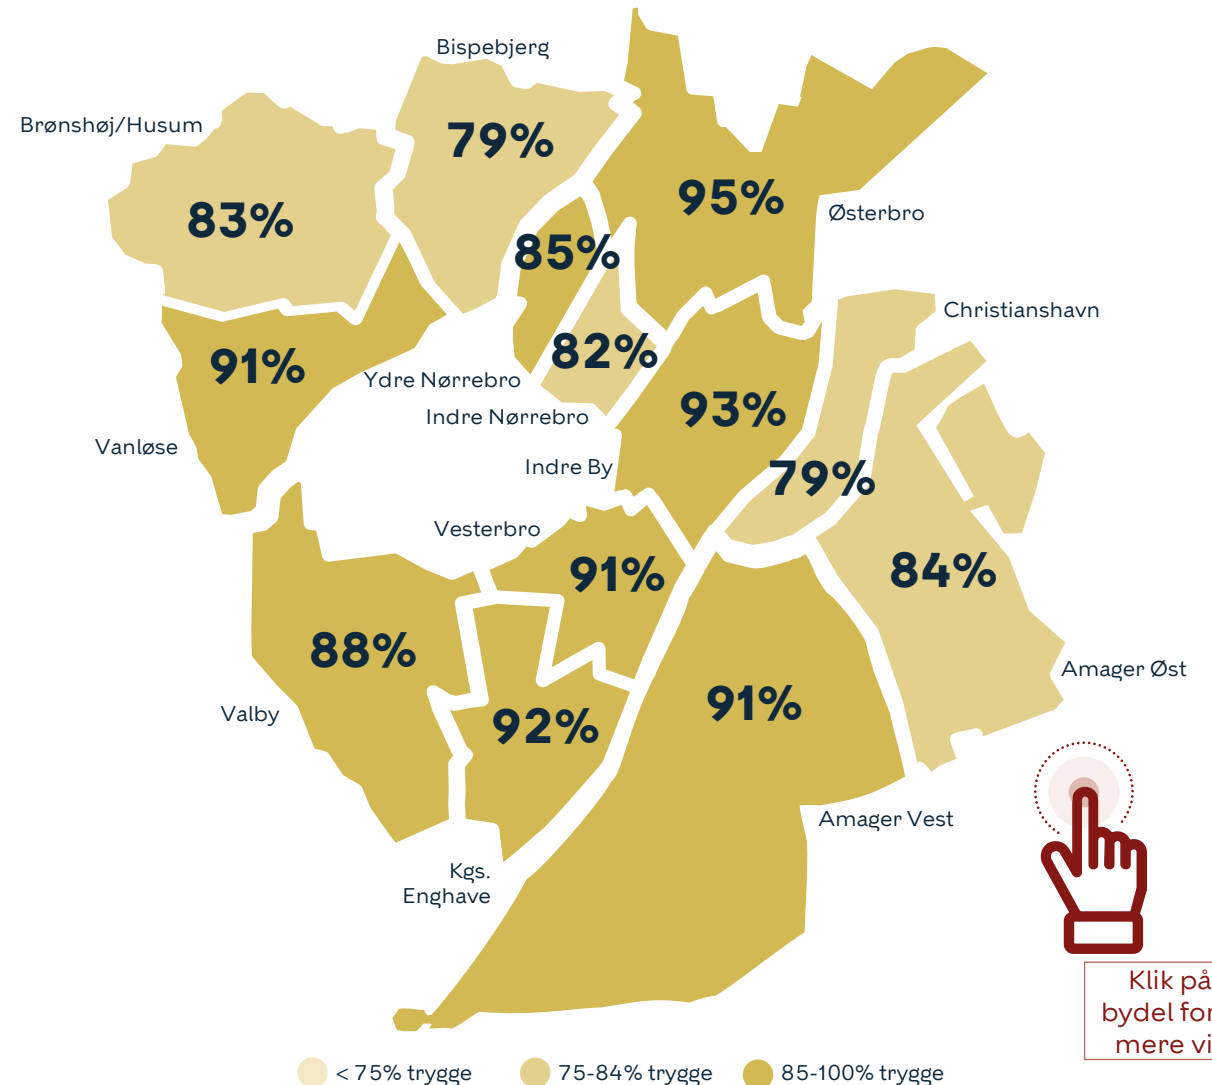 Bispebjerg
Brønshøj/Husum
79%
83%
95%
Østerbro
85%
Christianshavn
82%
91%
Ydre Nørrebro
93%
Indre Nørrebro
Vanløse
Indre By
79%
Vesterbro
91%
84%
88%
Amager Øst
91%
Valby
92%
Amager Vest
Kgs.
Enghave
Klik på
bydel for
mere vi
< 75% trygge
75-84% trygge
85-100% trygge